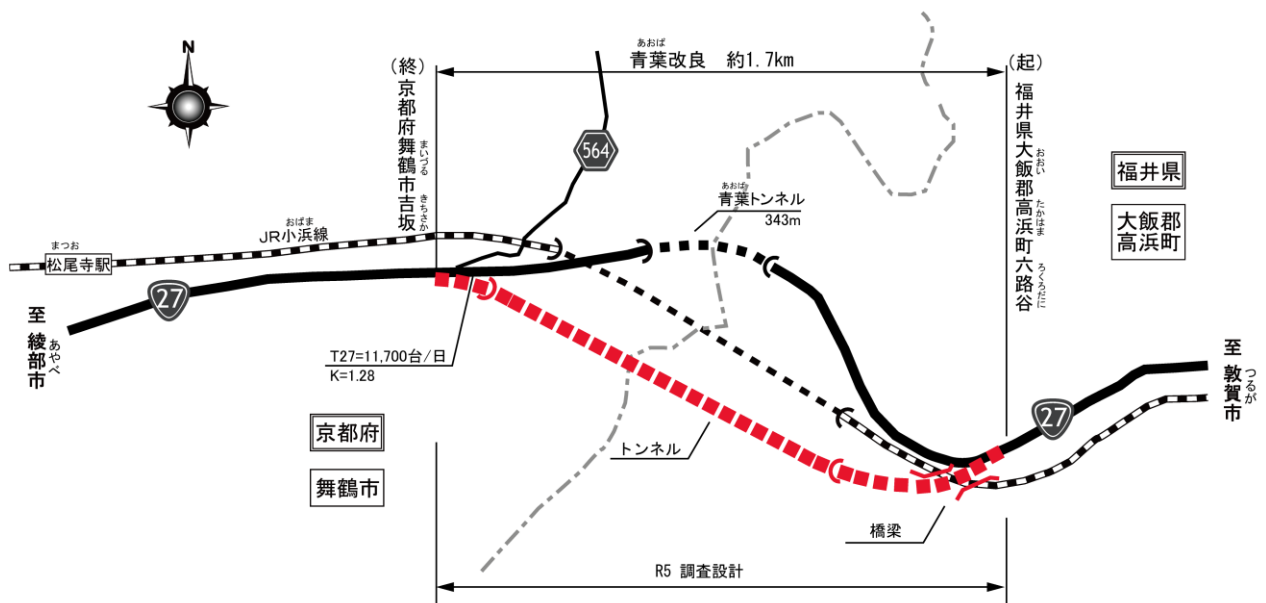 N
あおば
青葉改良 約1.7km
(終)
京都府舞鶴市吉坂
まいづる
きちさか
(起)
福井県大飯郡高浜町六路谷
おおい
たかはま
ろくろだに
564
福井県
大飯郡
高浜町
あおば
青葉トンネル
343m
おばま
JR小浜線
まつお
松尾寺駅
27
至 綾部市
あやべ
T27=11,700台/日
K=1.28
至 敦賀市
つるが
27
京都府
舞鶴市
トンネル
橋梁
R5 調査設計